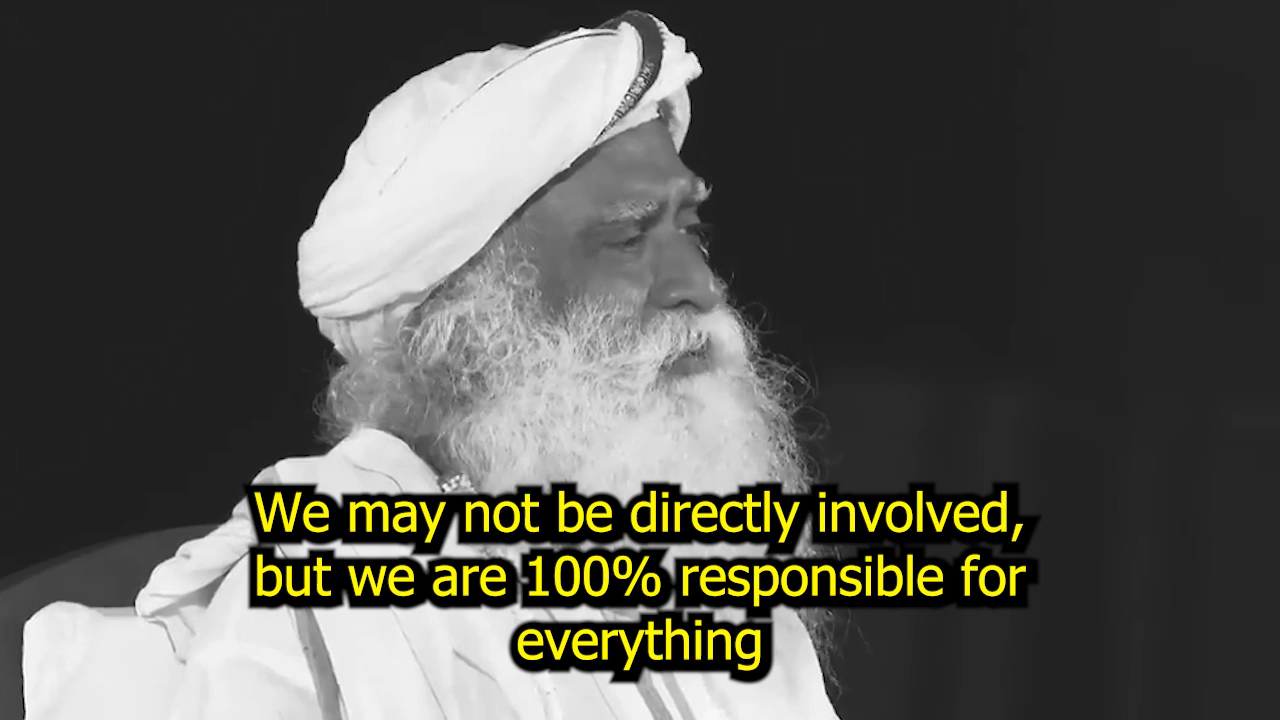 We may not be directly involved,
but we are 100% responsible for
everything